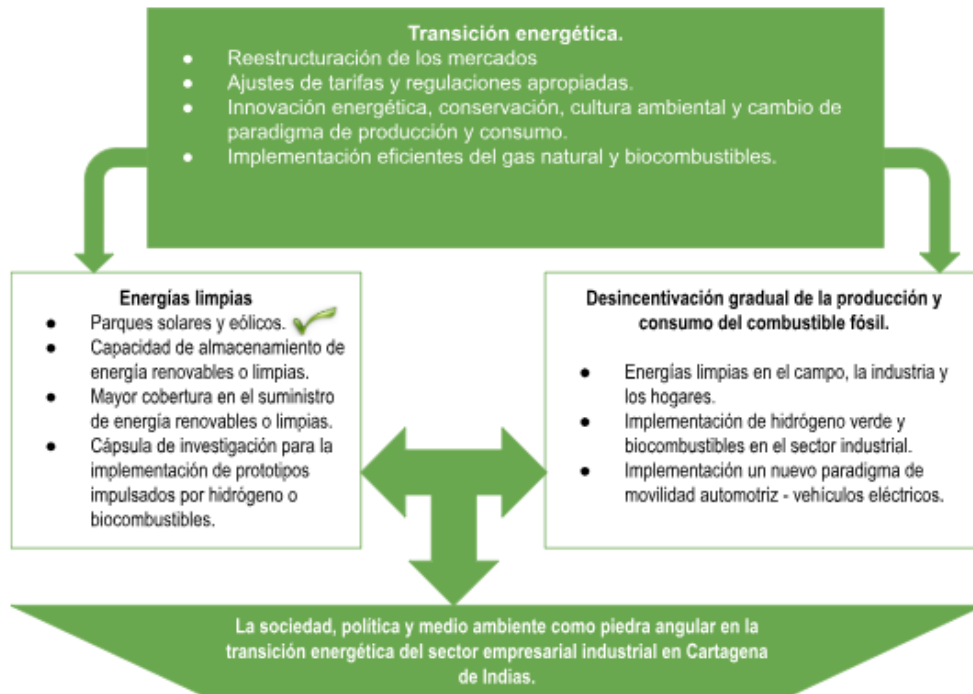 Transición energética.
● Reestructuración de los mercados
● Ajustes de tarifas y regulaciones apropiadas.
● Innovación energética, conservación, cultura ambiental y cambio de
paradigma de producción y consumo.
● Implementación eficientes del gas natural y biocombustibles.
Energías limpias
● Parques solares y eólicos.
● Capacidad de almacenamiento de
energía renovables o limpias.
● Mayor cobertura en el suministro
de energía renovables o limpias.
● Cápsula de investigación para la
implementación de prototipos
impulsados por hidrógeno o
biocombustibles.
Desincentivación gradual de la producción y
consumo del combustible fósil.
● Energías limpias en el campo, la industria y
los hogares.
● Implementación de hidrógeno verde y
biocombustibles en el sector industrial.
● Implementación un nuevo paradigma de
movilidad automotriz - vehículos eléctricos.
La sociedad, política y medio ambiente como piedra angular en la
transición energética del sector empresarial industrial en Cartagena
de Indias.